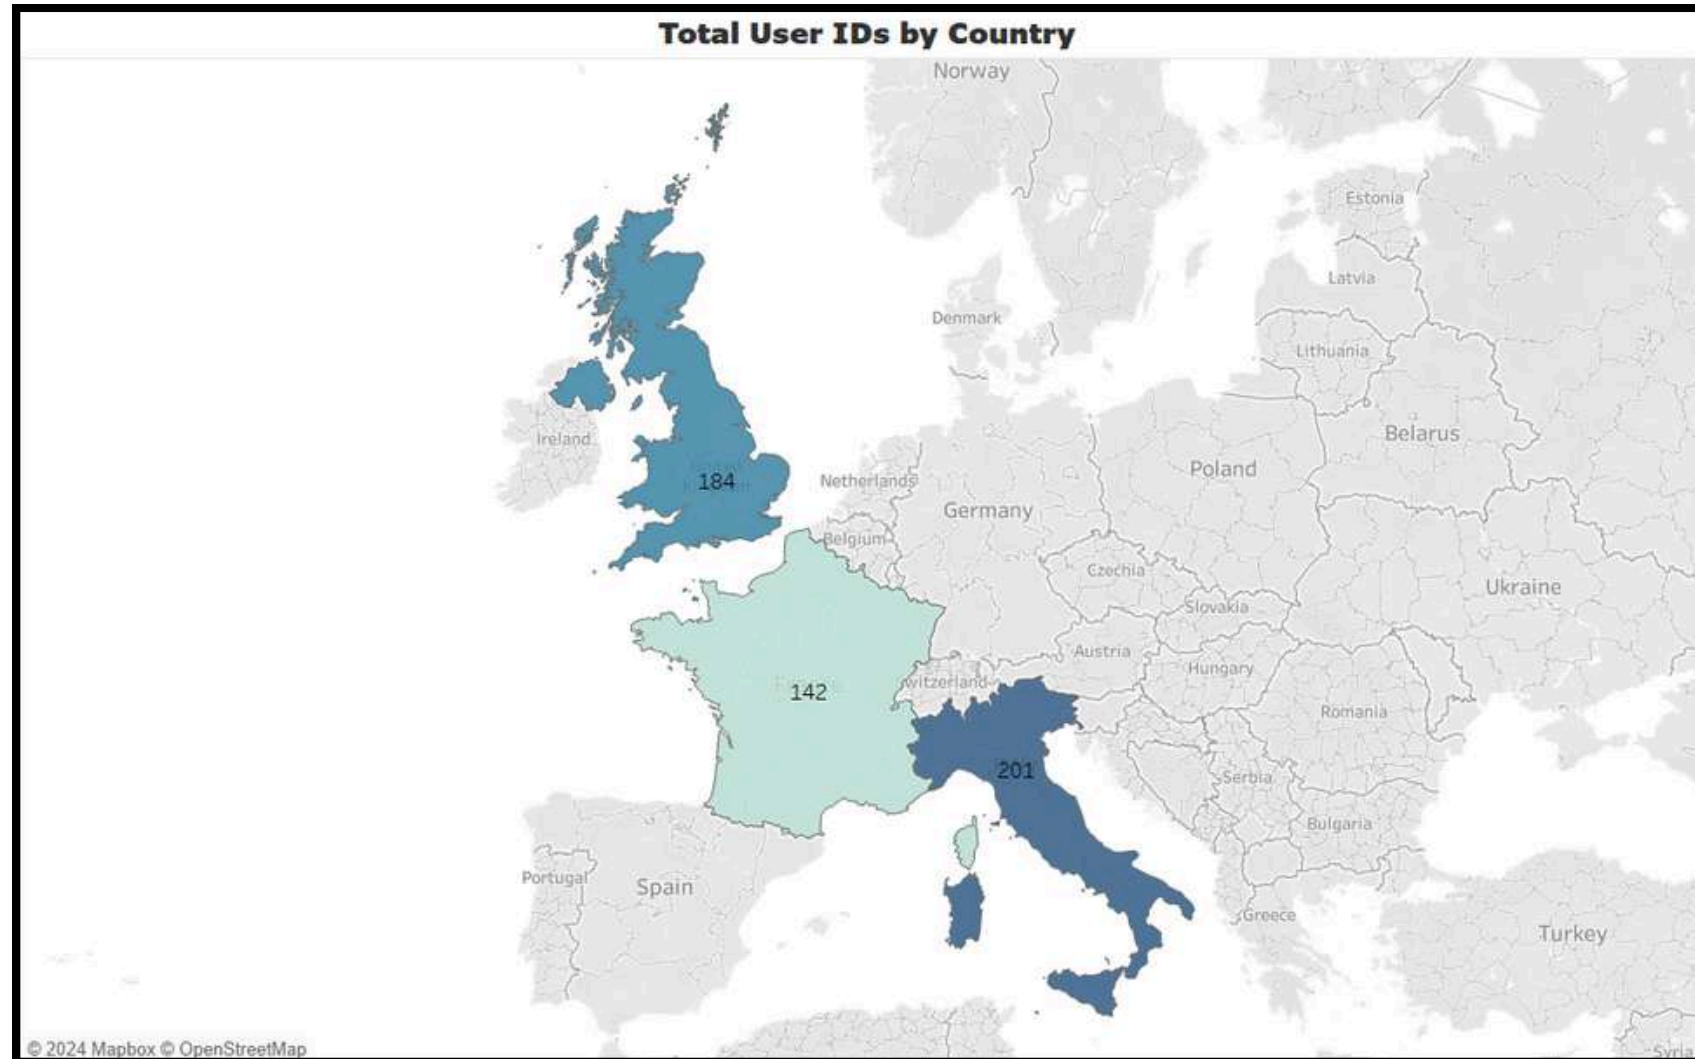 Total User IDs by Country
Norway
Estonia
Latvia
Denmark
Lithuania
Belarus
Ireland
Poland
184
Netherlands
Germany
Belgium
Czechia
Ukraine
Slovakia
Austria
Hungary
witzerland
142
Romania
201
Serbia
Bulgaria
Portugal
Spain
Greece
Turkey
© 2024 Mapbox © OpenStreetMap
Syria